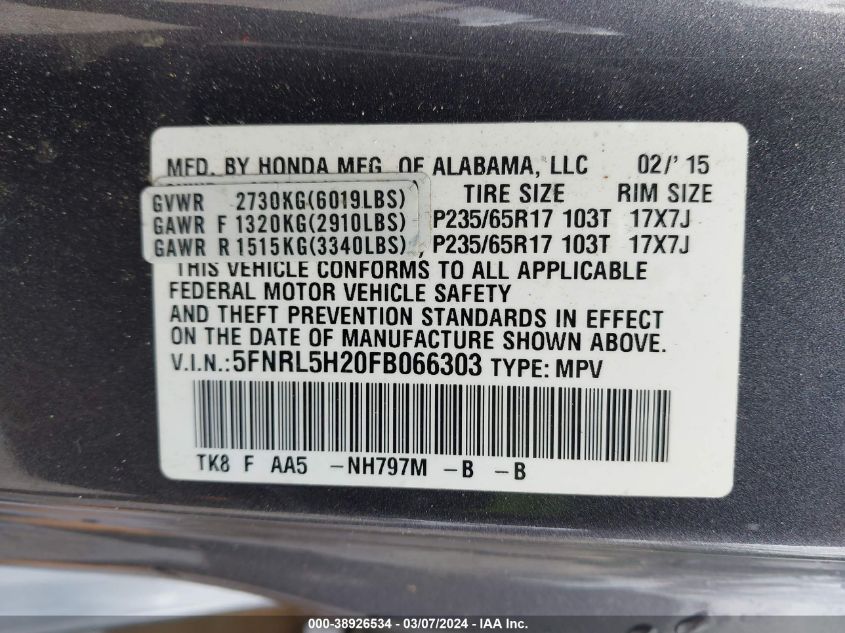 MFD. BY HONDA MFG. OF ALABAMA, LLC 02/'15
GVWR 2730KG(6019LBS) TIRE SIZE RIM SIZE
GAWR F 1320KG(2910LBS) P235/65R17 103T 17X7J
GAWR R 1515KG(3340LBS), P235/65R17 103T 17X7J
THIS VEHICLE CONFORMS TO ALL APPLICABLE
FEDERAL MOTOR VEHICLE SAFETY
AND THEFT PREVENTION STANDARDS IN EFFECT
ON THE DATE OF MANUFACTURE SHOWN ABOVE.
V.I.N.:5FNRL5H20FB066303 TYPE: MPV
TK8 F AA5 -NH797M -B -B
000-38926534 - 03/07/2024 - IAA Inc.